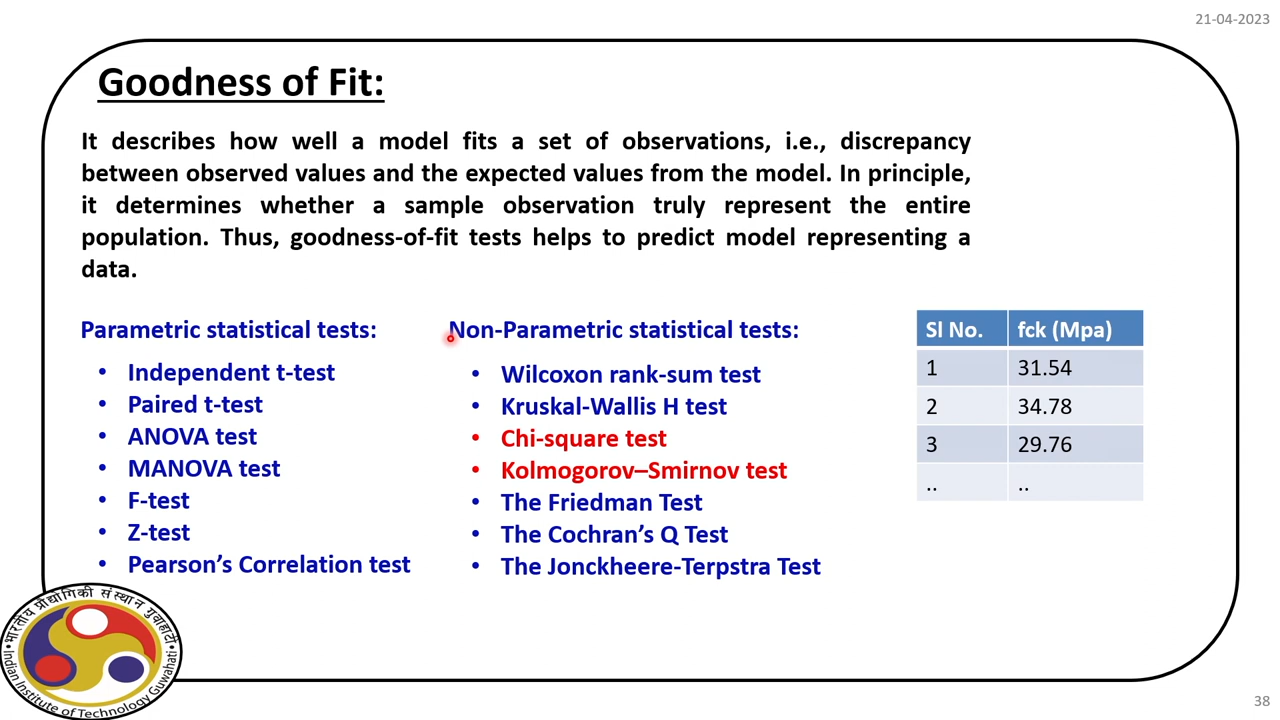 21-04-2023
Goodness of Fit:
It describes how well a model fits a set of observations, i.e., discrepancy
between observed values and the expected values from the model. In principle,
it determines whether a sample observation truly represent the entire
population. Thus, goodness-of-fit tests helps to predict model representing a
data.
Parametric statistical tests:
• Independent t-test
• Paired t-test
• ANOVA test
• MANOVA test
• F-test
• Z-test
• Pearson's Correlation test
Non-Parametric statistical tests:
• Wilcoxon rank-sum test
• Kruskal-Wallis H test
• Chi-square test
• Kolmogorov–Smirnov test
• The Friedman Test
• The Cochran's Q Test
• The Jonckheere-Terpstra Test
Sl No. fck (Mpa)
1 31.54
2 34.78
3 29.76
.. ..
भारतीय प्रौद्योगिकी संस्थान गुवाहाटी
Indian Institute of Technology Guwahati
38